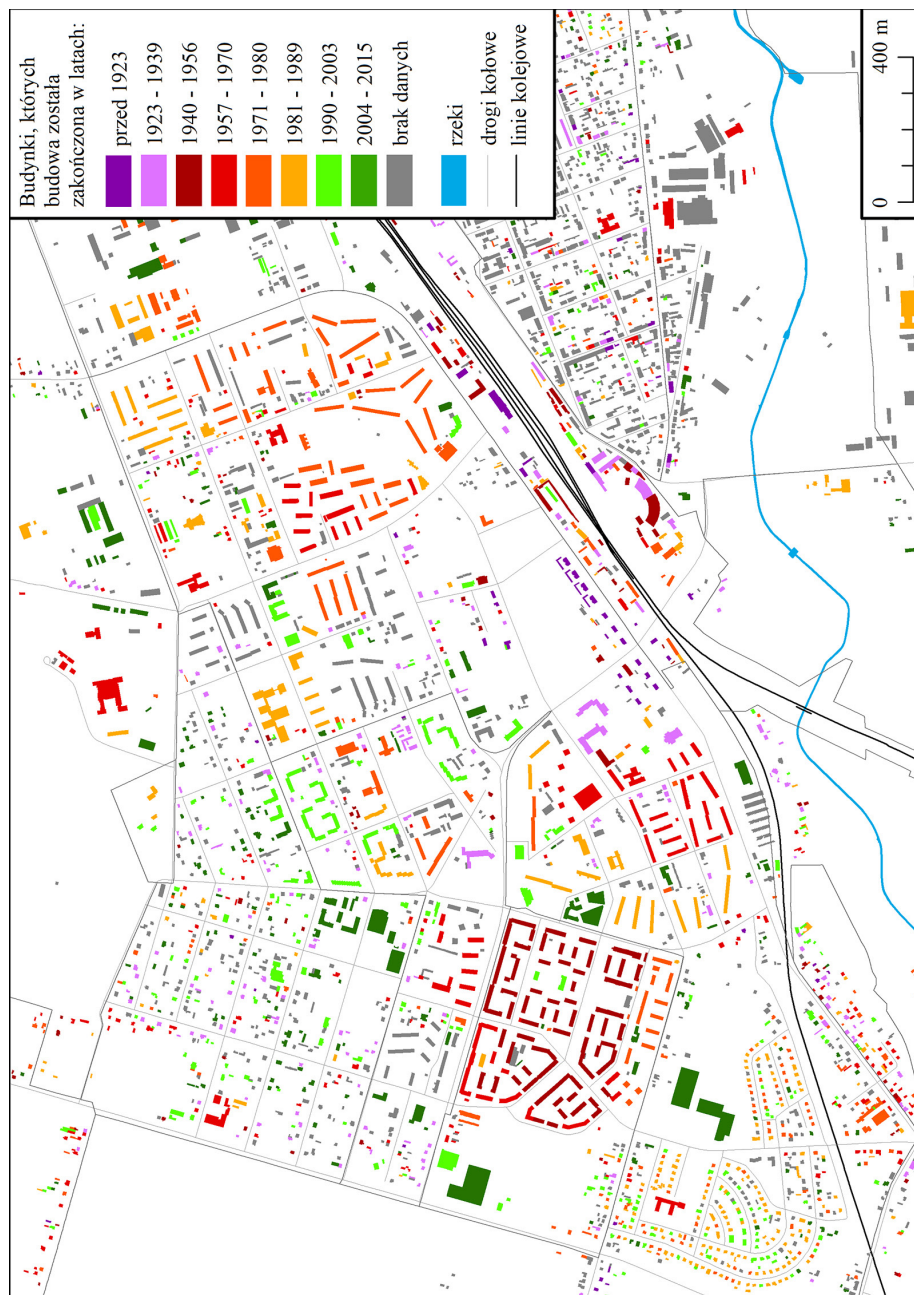 Budynki, których
budowa została
zakończona w latach:
przed 1923
1923 - 1939
1940 - 1956
1957 - 1970
1971 - 1980
1981 - 1989
1990 - 2003
2004 - 2015
brak danych
rzeki
drogi kołowe
linie kolejowe
0 400 m